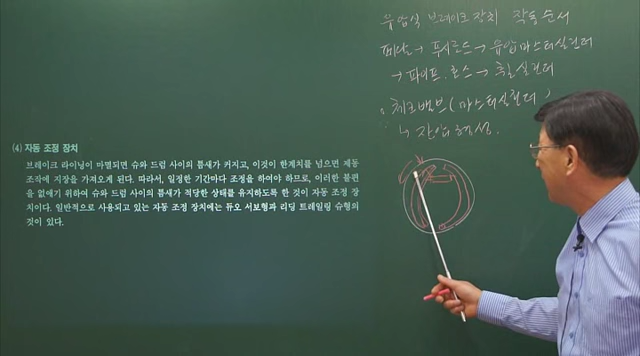 (4) 자동 조정 장치
브레이크 라이닝이 마멸되면 슈와 드럼 사이의 틈새가 커지고, 이것이 한계치를 넘으면 제동
조작에 지장을 가져오게 된다. 따라서, 일정한 기간마다 조정을 하여야 하므로, 이러한 불편
을 없애기 위하여 슈와 드럼 사이의 틈새가 적당한 상태를 유지하도록 한 것이 자동 조정 장
치이다. 일반적으로 사용되고 있는 자동 조정 장치에는 듀오 서보형과 리딩 트레일링 슈형의
것이 있다.
유압식 브레이크 장치 작동순서
페달 → 푸시로드 → 유압마스터실린더
→ 파이프·호스 → 휠실린더
체크밸브(마스터실린더)
↳ 잔압형성